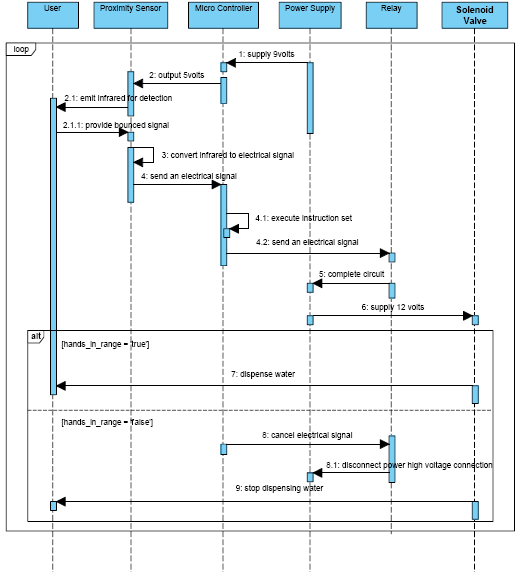 User
Proximity Sensor
Micro Controller
Power Supply
Relay
Solenoid
Valve
loop
1: supply 9volts
2: output 5volts
2.1: emit infrared for detection
2.1.1: provide bounced signal
3: convert infrared to electrical signal
4: send an electrical signal
4.1: execute instruction set
4.2: send an electrical signal
5: complete circuit
6: supply 12 volts
alt
[hands_in_range = 'true']
7: dispense water
[hands_in_range = 'false']
8: cancel electrical signal
8.1: disconnect power high voltage connection
9: stop dispensing water